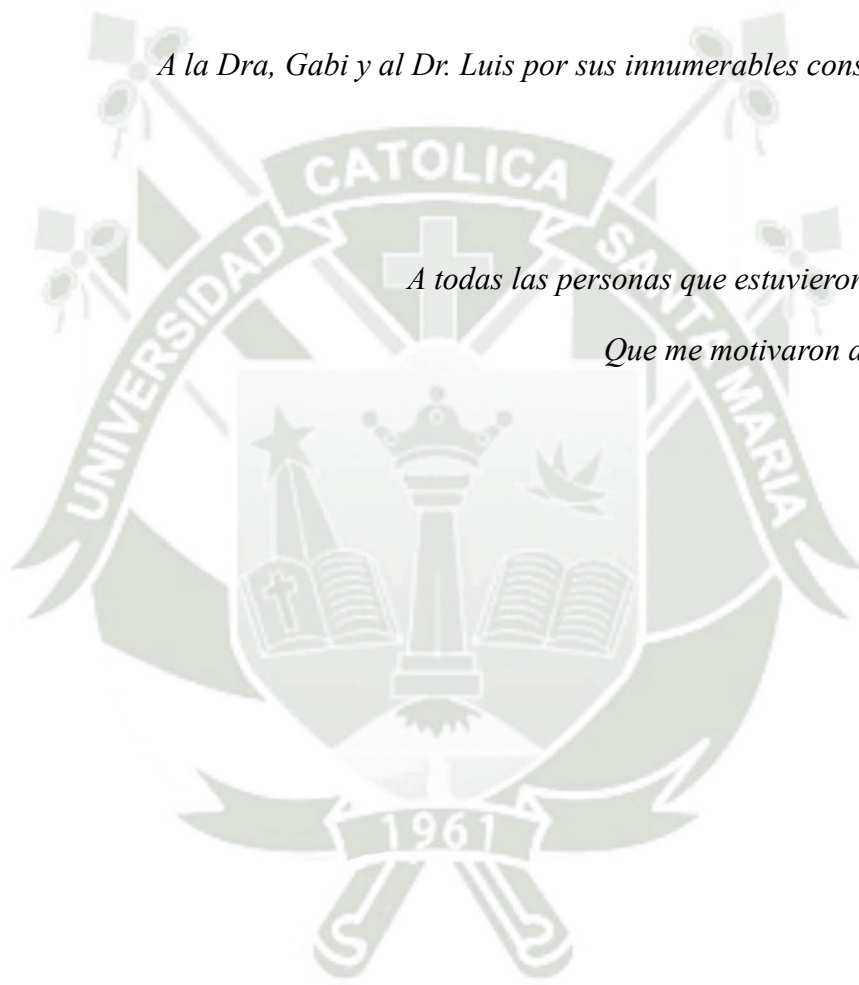 A la Dra, Gabi y al Dr. Luis por sus innumerables
A todas las personas que estuvieron
Que me motivaron
CATOLICA
UNIVERSIDAD
SANTA MARIA
1961